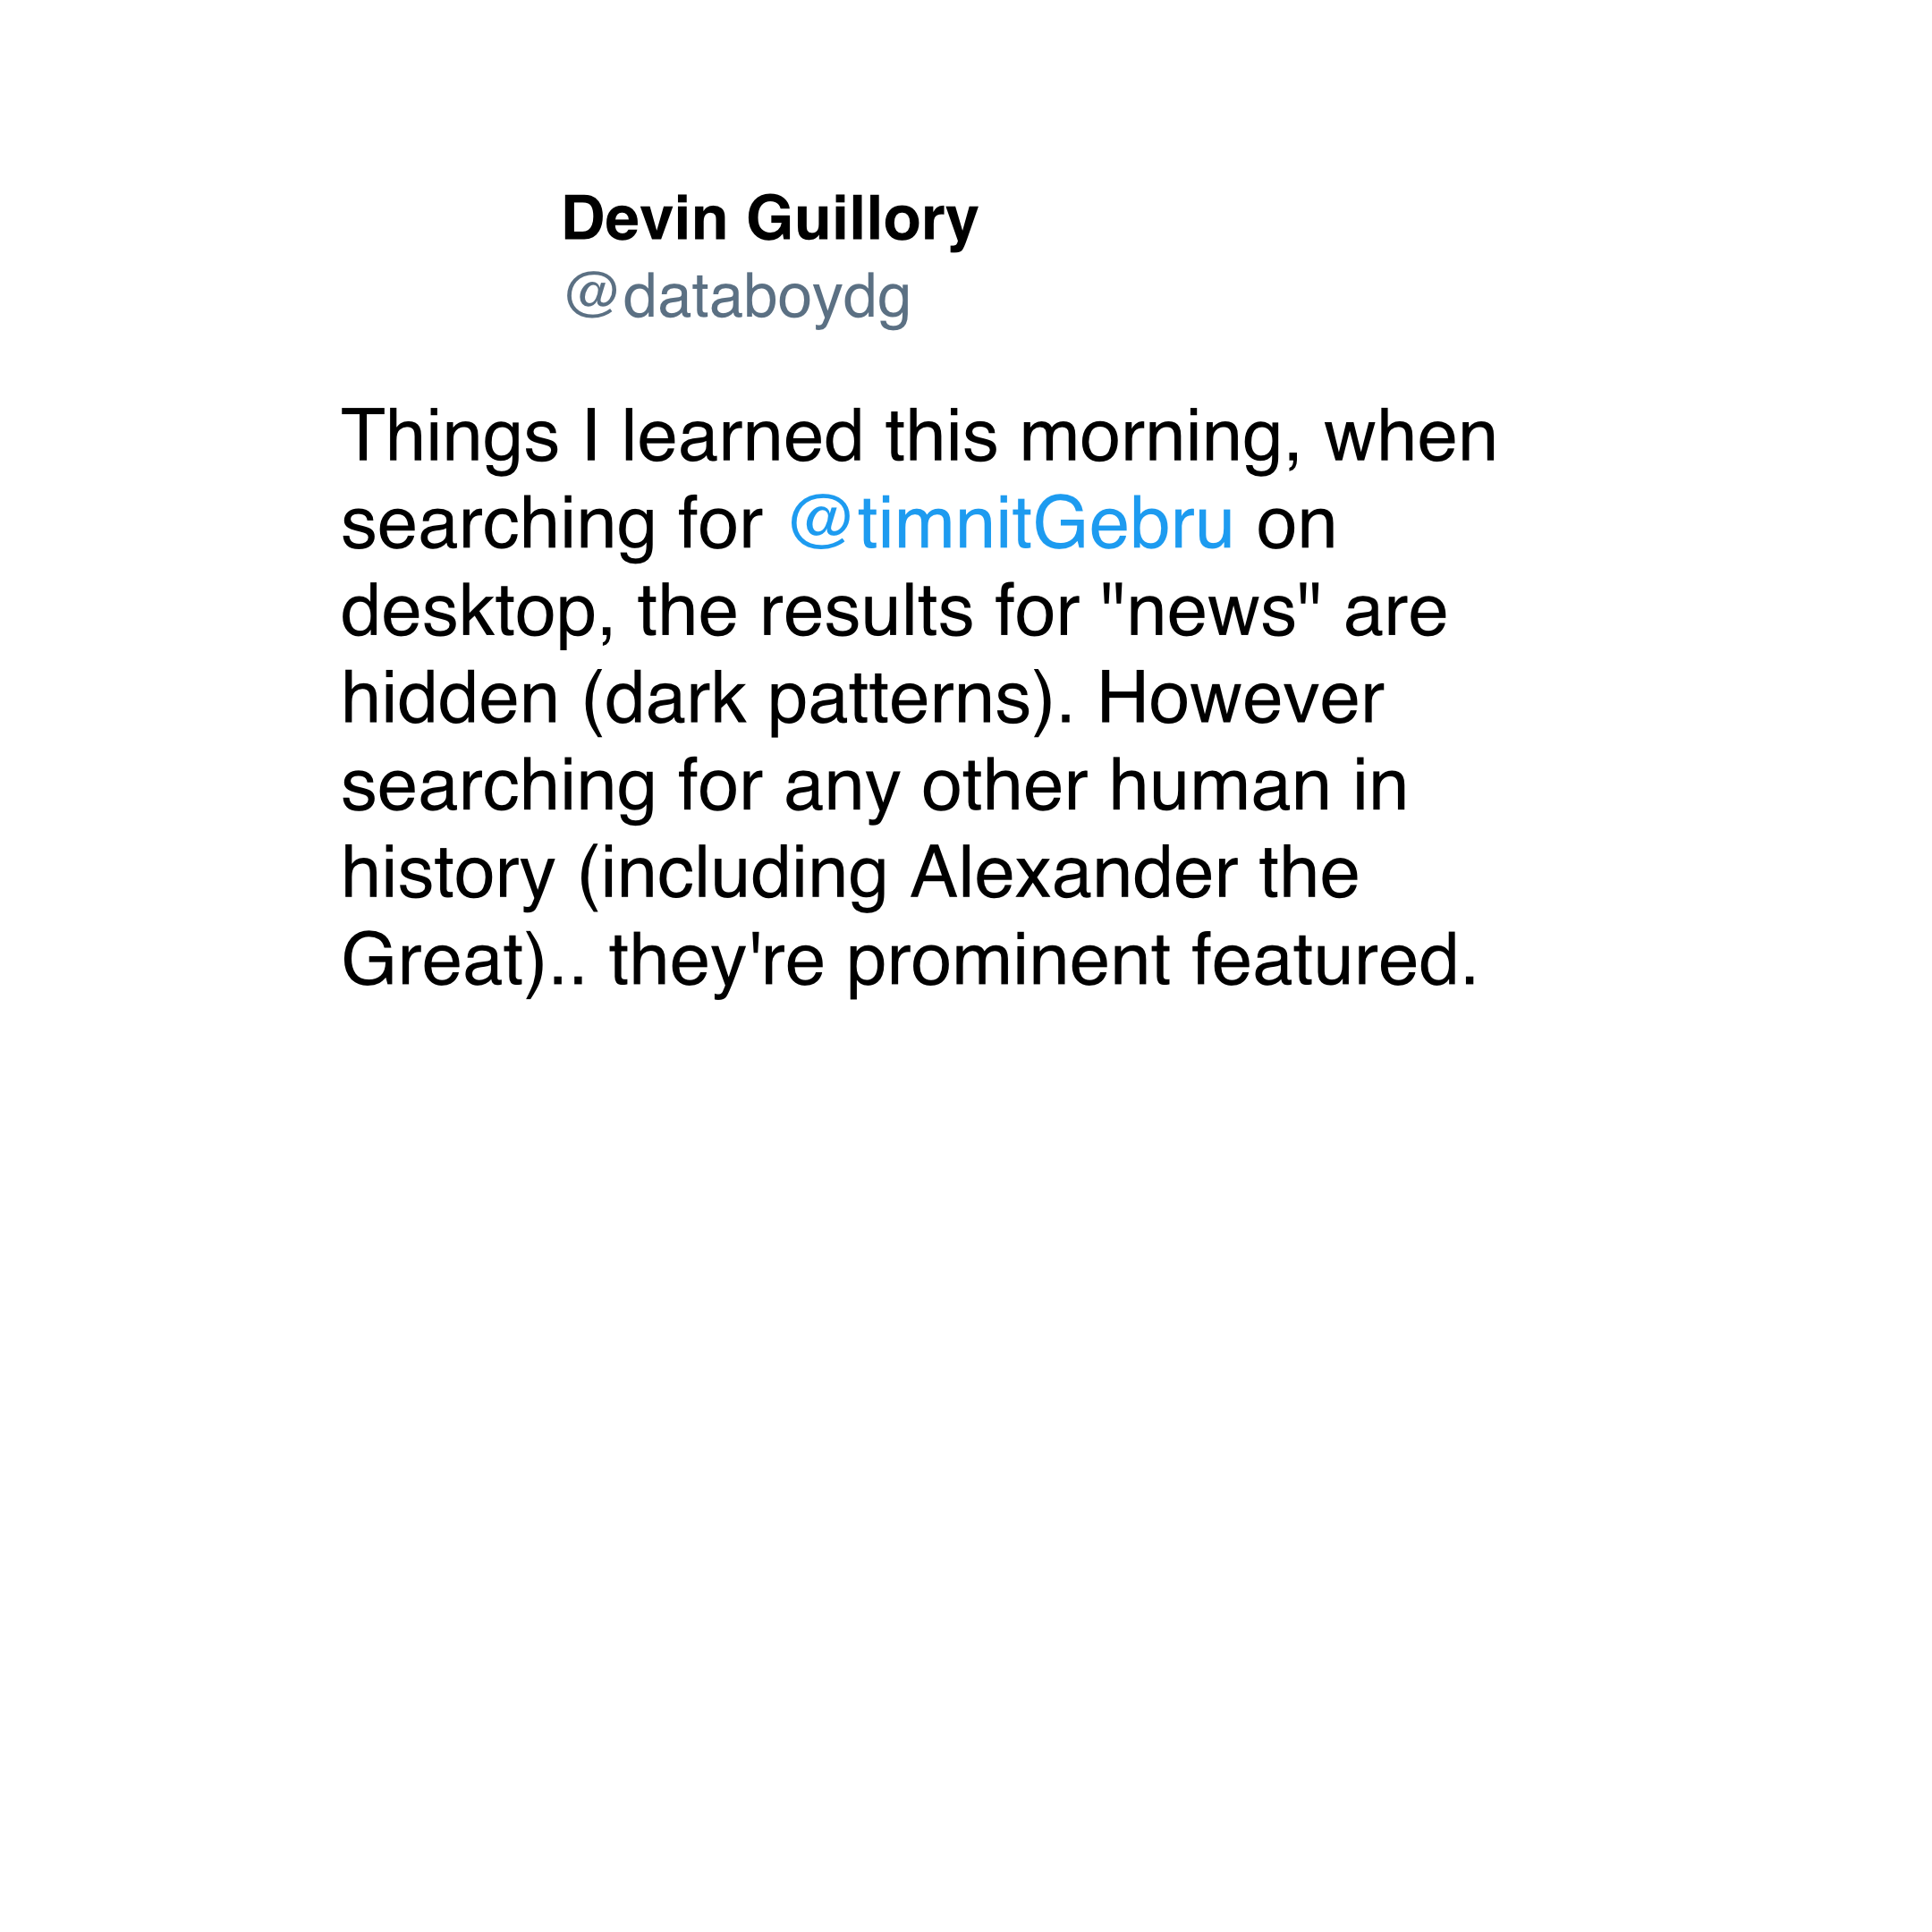 Devin Guillory
@databoydg
Things I learned this morning, when
searching for @timnitGebru on
desktop, the results for "news" are
hidden (dark patterns). However
searching for any other human in
history (including Alexander the
Great).. they're prominent featured.